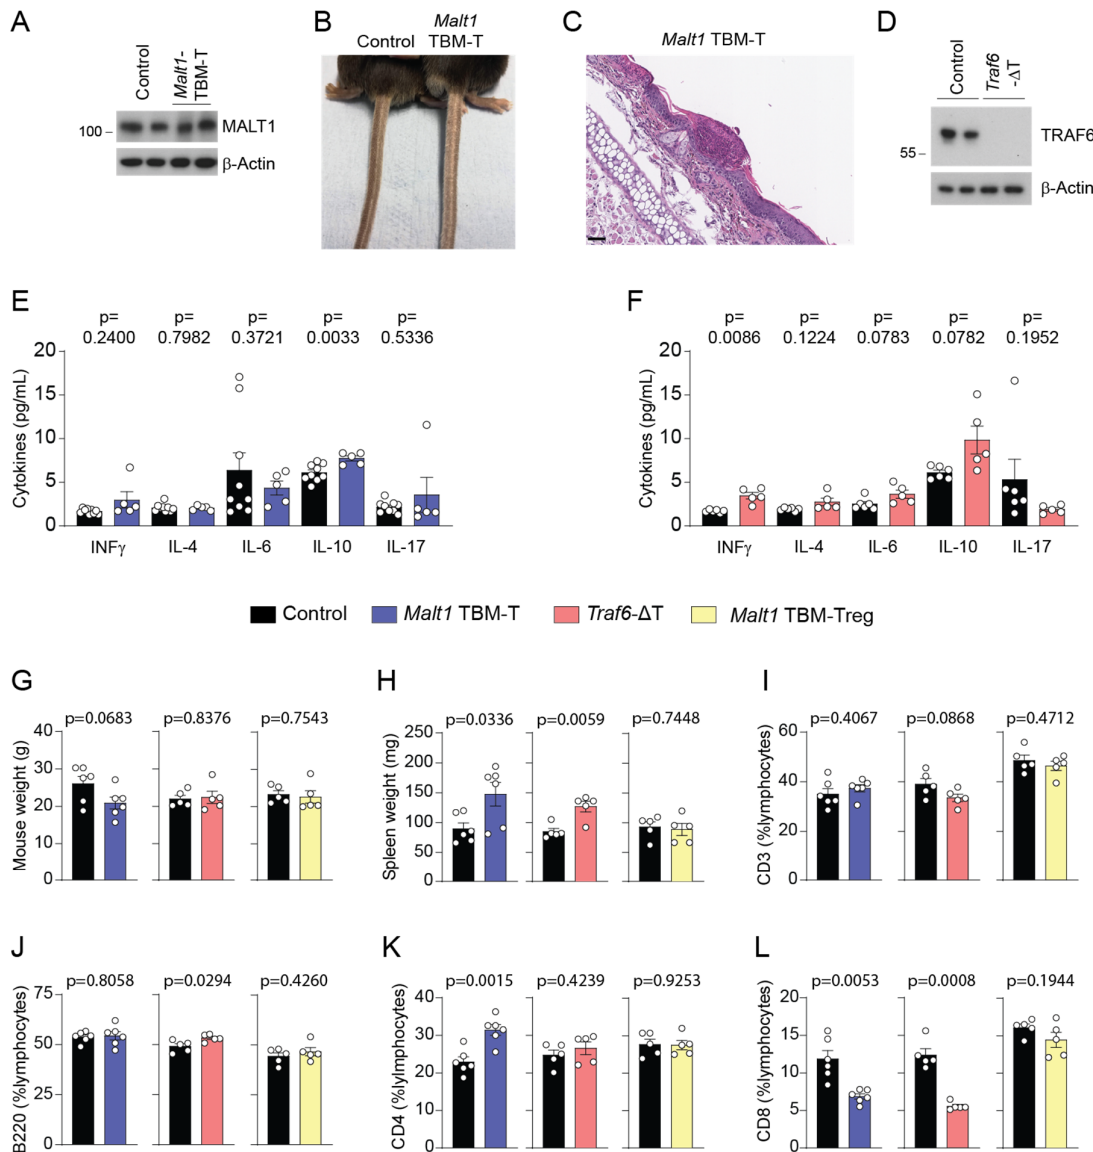 A
Control
Malt1-
TBM-T
100
MALT1
β-Actin
B
Control
Malt1
TBM-T
C
Malt1 TBM-T
D
Control
Traf6
-ΔT
55
TRAF6
β-Actin
E
p=
0.2400
p=
0.7982
p=
0.3721
p=
0.0033
p=
0.5336
Cytokines (pg/mL)
20
15
10
5
0
INFγ
IL-4
IL-6
IL-10
IL-17
F
p=
0.0086
p=
0.1224
p=
0.0783
p=
0.0782
p=
0.1952
Cytokines (pg/mL)
20
15
10
5
0
INFγ
IL-4
IL-6
IL-10
IL-17
Control
Malt1 TBM-T
Traf6-ΔT
Malt1 TBM-Treg
G
p=0.0683
p=0.8376
p=0.7543
Mouse weight (g)
40
30
20
10
0
H
p=0.0336
p=0.0059
p=0.7448
Spleen weight (mg)
250
200
150
100
50
0
I
p=0.4067
p=0.0868
p=0.4712
CD3 (%lymphocytes)
60
40
20
0
J
p=0.8058
p=0.0294
p=0.4260
B220 (%lymphocytes)
75
50
25
0
K
p=0.0015
p=0.4239
p=0.9253
CD4 (%lylmphocytes)
40
30
20
10
0
L
p=0.0053
p=0.0008
p=0.1944
CD8 (%lymphocytes)
20
15
10
5
0